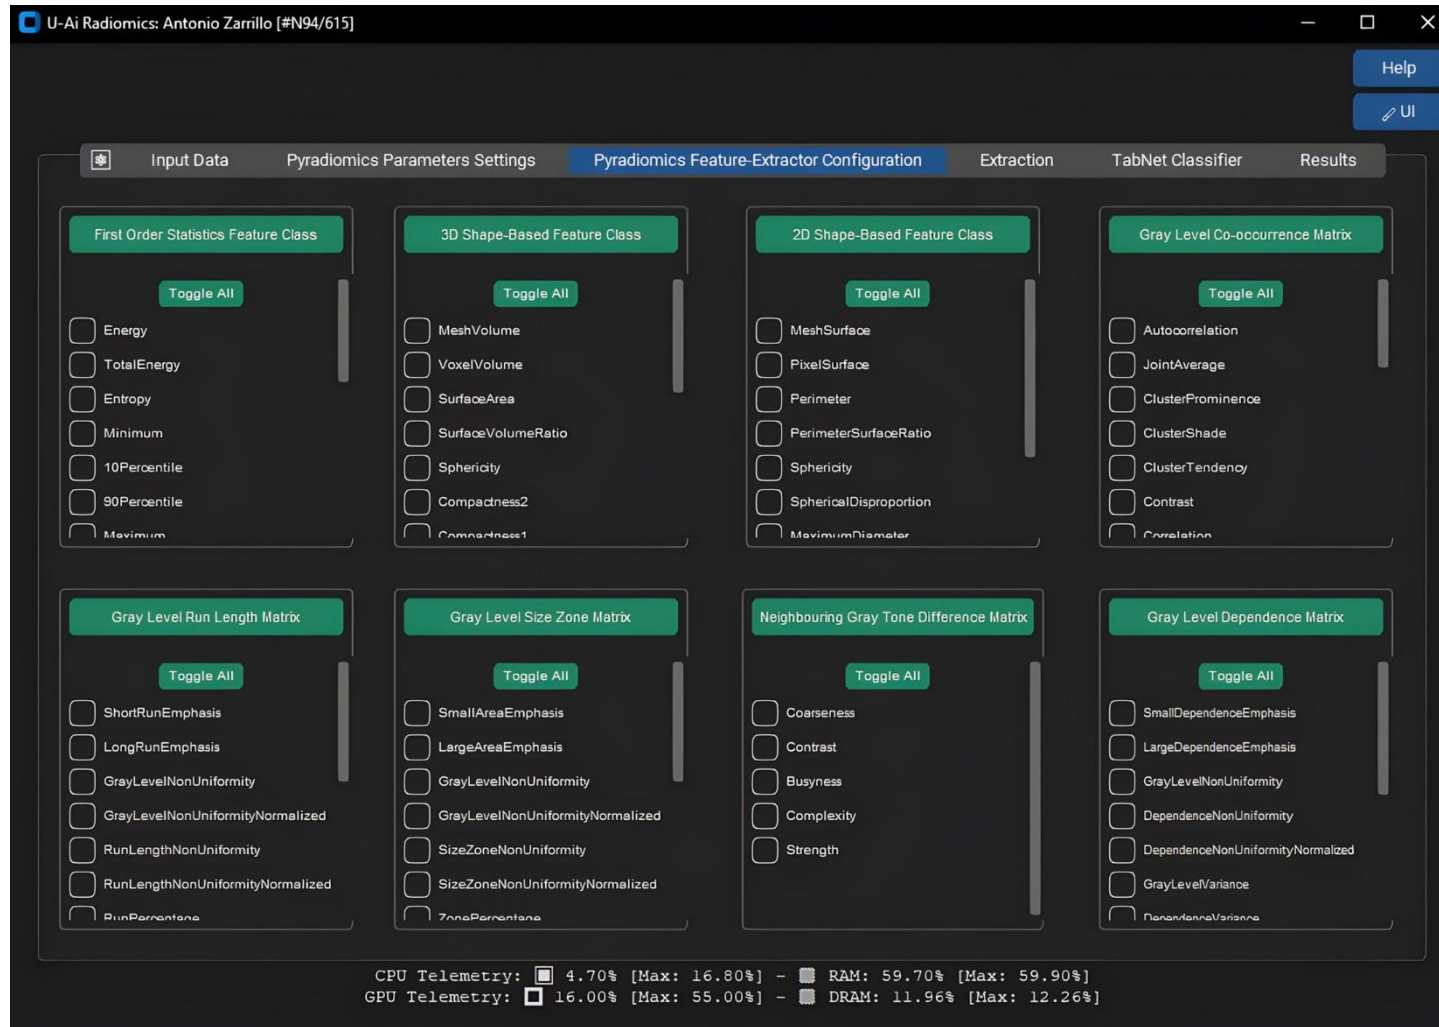 U-Ai Radiomics: Antonio Zarrillo [#N94/615]
Help
UI
Input Data
Pyradiomics Parameters Settings
Pyradiomics Feature-Extractor Configuration
Extraction
TabNet Classifier
Results
First Order Statistics Feature Class
Toggle All
Energy
TotalEnergy
Entropy
Minimum
10Percentile
90Percentile
Maximum
3D Shape-Based Feature Class
Toggle All
MeshVolume
VoxelVolume
SurfaceArea
SurfaceVolumeRatio
Sphericity
Compactness2
Compactness1
2D Shape-Based Feature Class
Toggle All
MeshSurface
PixelSurface
Perimeter
PerimeterSurfaceRatio
Sphericity
SphericalDisproportion
MaximumDiameter
Gray Level Co-occurrence Matrix
Toggle All
Autocorrelation
JointAverage
ClusterProminence
ClusterShade
ClusterTendency
Contrast
Correlation
Gray Level Run Length Matrix
Toggle All
ShortRunEmphasis
LongRunEmphasis
GrayLevelNonUniformity
GrayLevelNonUniformityNormalized
RunLengthNonUniformity
RunLengthNonUniformityNormalized
RunPercentage
Gray Level Size Zone Matrix
Toggle All
SmallAreaEmphasis
LargeAreaEmphasis
GrayLevelNonUniformity
GrayLevelNonUniformityNormalized
SizeZoneNonUniformity
SizeZoneNonUniformityNormalized
ZonePercentage
Neighbouring Gray Tone Difference Matrix
Toggle All
Coarseness
Contrast
Busyness
Complexity
Strength
Gray Level Dependence Matrix
Toggle All
SmallDependenceEmphasis
LargeDependenceEmphasis
GrayLevelNonUniformity
DependenceNonUniformity
DependenceNonUniformityNormalized
GrayLevelVariance
DependenceVariance
CPU Telemetry: 4.70% [Max: 16.80%] - RAM: 59.70% [Max: 59.90%]
GPU Telemetry: 16.00% [Max: 55.00%] - DRAM: 11.96% [Max: 12.26%]